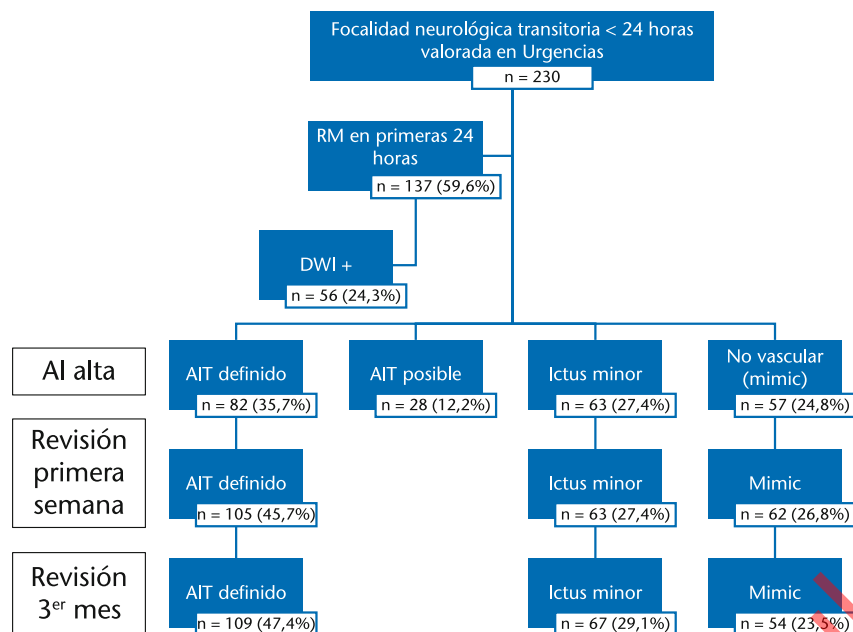 Focalidad neurológica transitoria < 24 horas
valorada en Urgencias
n = 230
RM en primeras 24
horas
n = 137 (59,6%)
DWI +
n = 56 (24,3%)
Al alta
AIT definido
n = 82 (35,7%)
AIT posible
n = 28 (12,2%)
Ictus minor
n = 63 (27,4%)
No vascular
(mimic)
n = 57 (24,8%)
Revisión
primera
semana
AIT definido
n = 105 (45,7%)
Ictus minor
n = 63 (27,4%)
Mimic
n = 62 (26,8%)
Revisión
3er mes
AIT definido
n = 109 (47,4%)
Ictus minor
n = 67 (29,1%)
Mimic
n = 54 (23,5%)